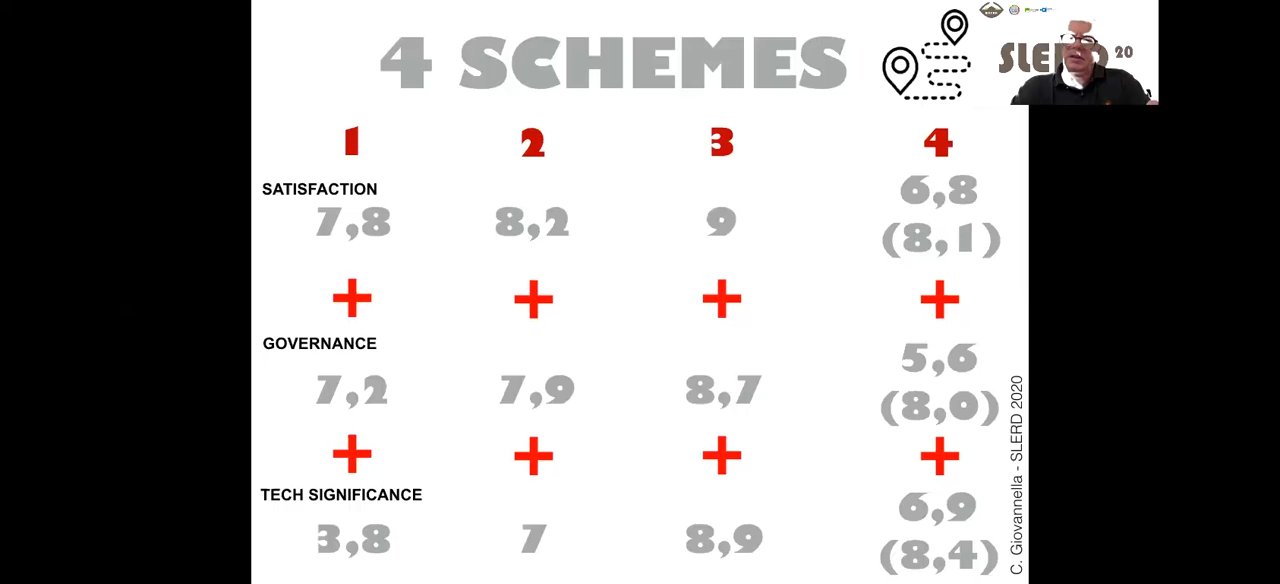 4 SCHEMES
SLERD 20
1 2 3 4
SATISFACTION
7,8 8,2 9 6,8
(8,1)
+ + + +
GOVERNANCE
7,2 7,9 8,7 5,6
(8,0)
+ + + +
TECH SIGNIFICANCE
3,8 7 8,9 6,9
(8,4)
C. Giovannella - SLERD 2020